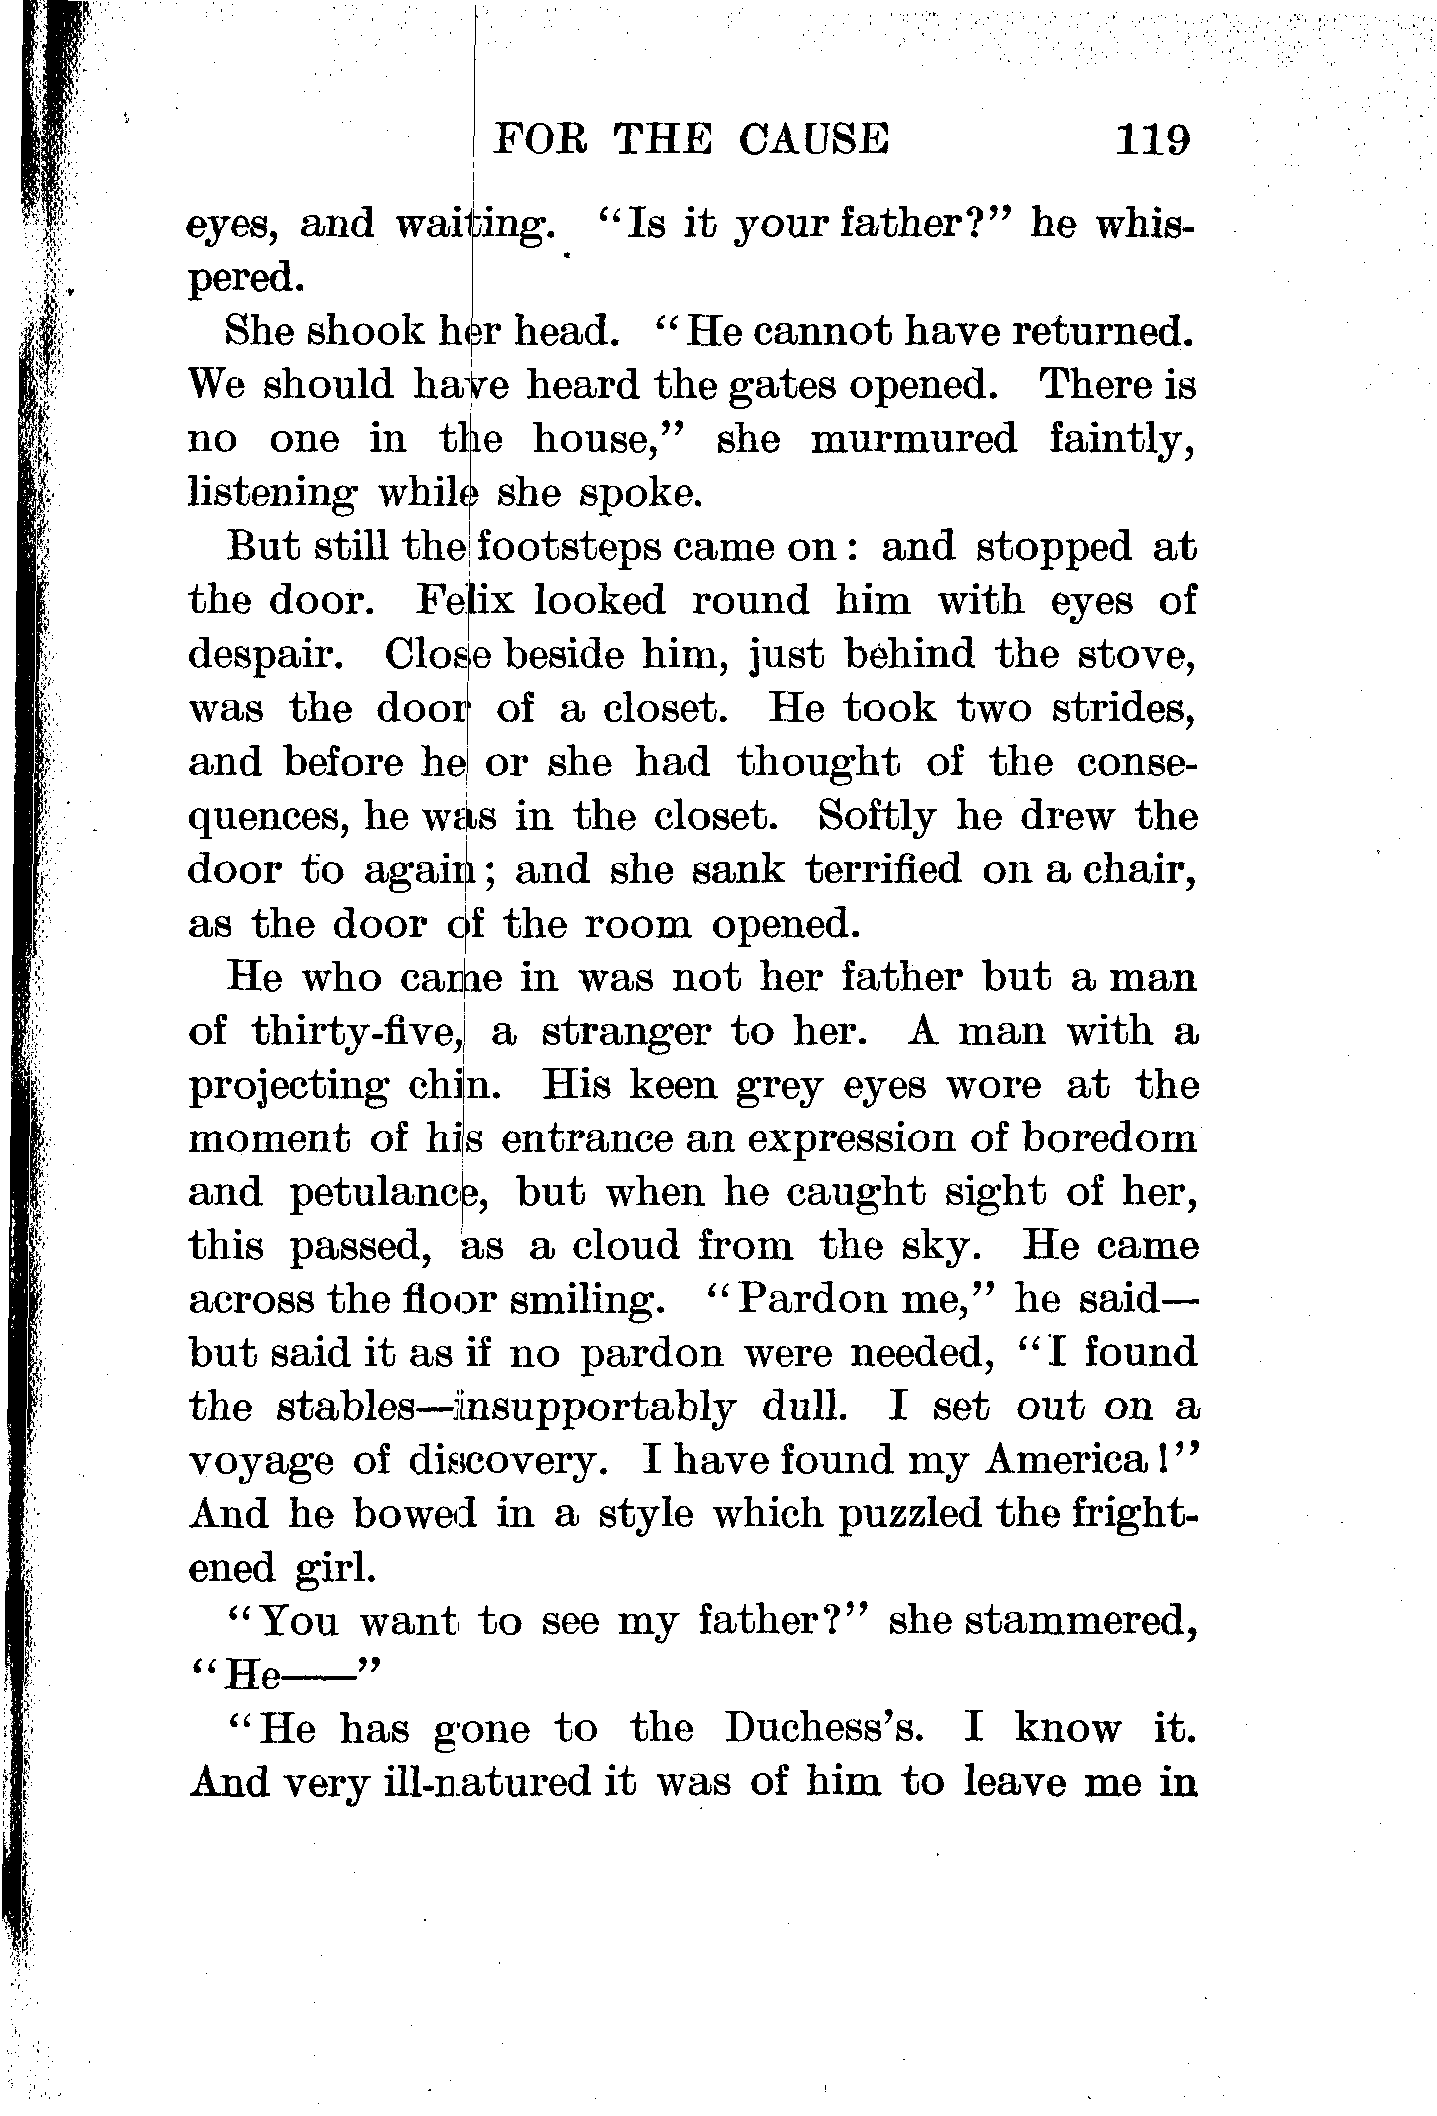 FOR THE CAUSE 119
eyes, and waiting. "Is it your father?" he whis-
pered.
She shook her head. "He cannot have returned.
We should have heard the gates opened. There is
no one in the house," she murmured faintly,
listening while she spoke.
But still the footsteps came on: and stopped at
the door. Felix looked round him with eyes of
despair. Close beside him, just behind the stove,
was the door of a closet. He took two strides,
and before he or she had thought of the conse-
quences, he was in the closet. Softly he drew the
door to again; and she sank terrified on a chair,
as the door of the room opened.
He who came in was not her father but a man
of thirty-five, a stranger to her. A man with a
projecting chin. His keen grey eyes wore at the
moment of his entrance an expression of boredom
and petulance, but when he caught sight of her,
this passed, as a cloud from the sky. He came
across the floor smiling. "Pardon me," he said—
but said it as if no pardon were needed, "I found
the stables—insupportably dull. I set out on a
voyage of discovery. I have found my America!"
And he bowed in a style which puzzled the fright-
ened girl.
"You want to see my father?" she stammered,
"He——"
"He has gone to the Duchess's. I know it.
And very ill-natured it was of him to leave me in